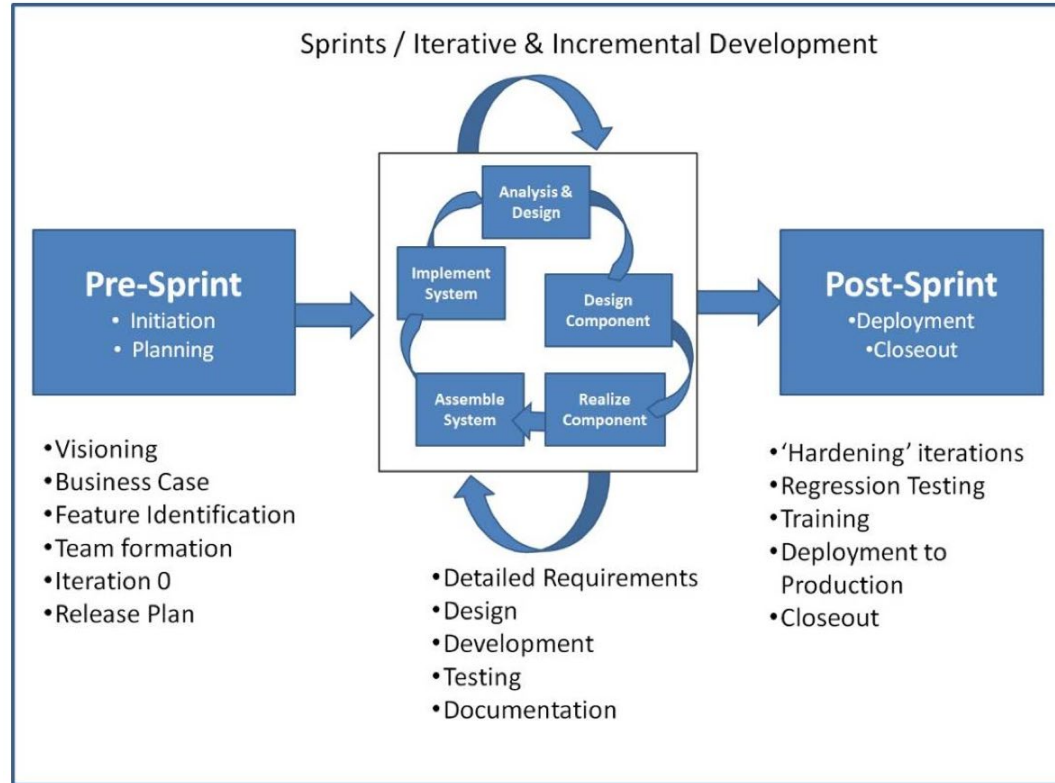 Sprints / Iterative & Incremental Development
Pre-Sprint
• Initiation
• Planning
•Visioning
•Business Case
•Feature Identification
•Team formation
•Iteration 0
•Release Plan
Analysis &
Design
Design
Component
Realize
Component
Assemble
System
Implement
System
•Detailed Requirements
•Design
•Development
•Testing
•Documentation
Post-Sprint
•Deployment
•Closeout
•‘Hardening’ iterations
•Regression Testing
•Training
•Deployment to
Production
•Closeout